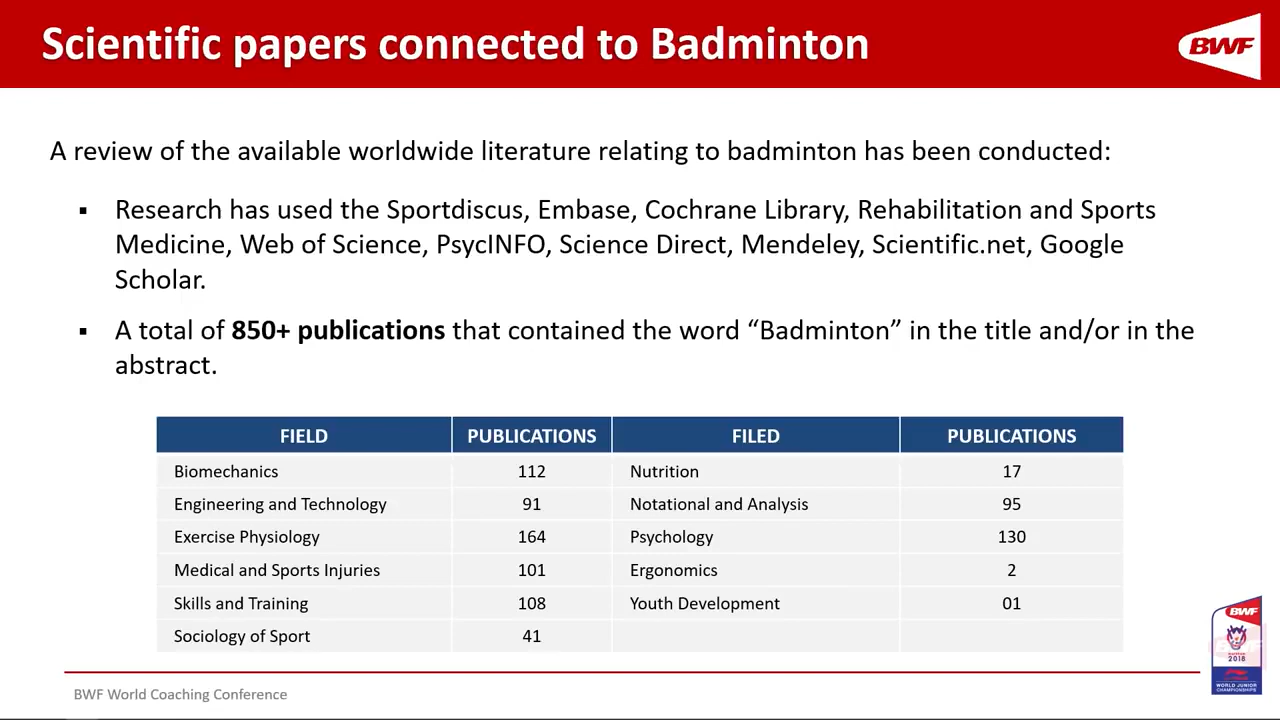 Scientific papers connected to Badminton
BWF
A review of the available worldwide literature relating to badminton has been conducted:
▪ Research has used the Sportdiscus, Embase, Cochrane Library, Rehabilitation and Sports
Medicine, Web of Science, PsycINFO, Science Direct, Mendeley, Scientific.net, Google
Scholar.
▪ A total of 850+ publications that contained the word “Badminton” in the title and/or in the
abstract.
FIELD PUBLICATIONS FILED PUBLICATIONS
Biomechanics 112 Nutrition 17
Engineering and Technology 91 Notational and Analysis 95
Exercise Physiology 164 Psychology 130
Medical and Sports Injuries 101 Ergonomics 2
Skills and Training 108 Youth Development 01
Sociology of Sport 41
BWF
2018
WORLD JUNIOR
CHAMPIONSHIPS
BWF World Coaching Conference